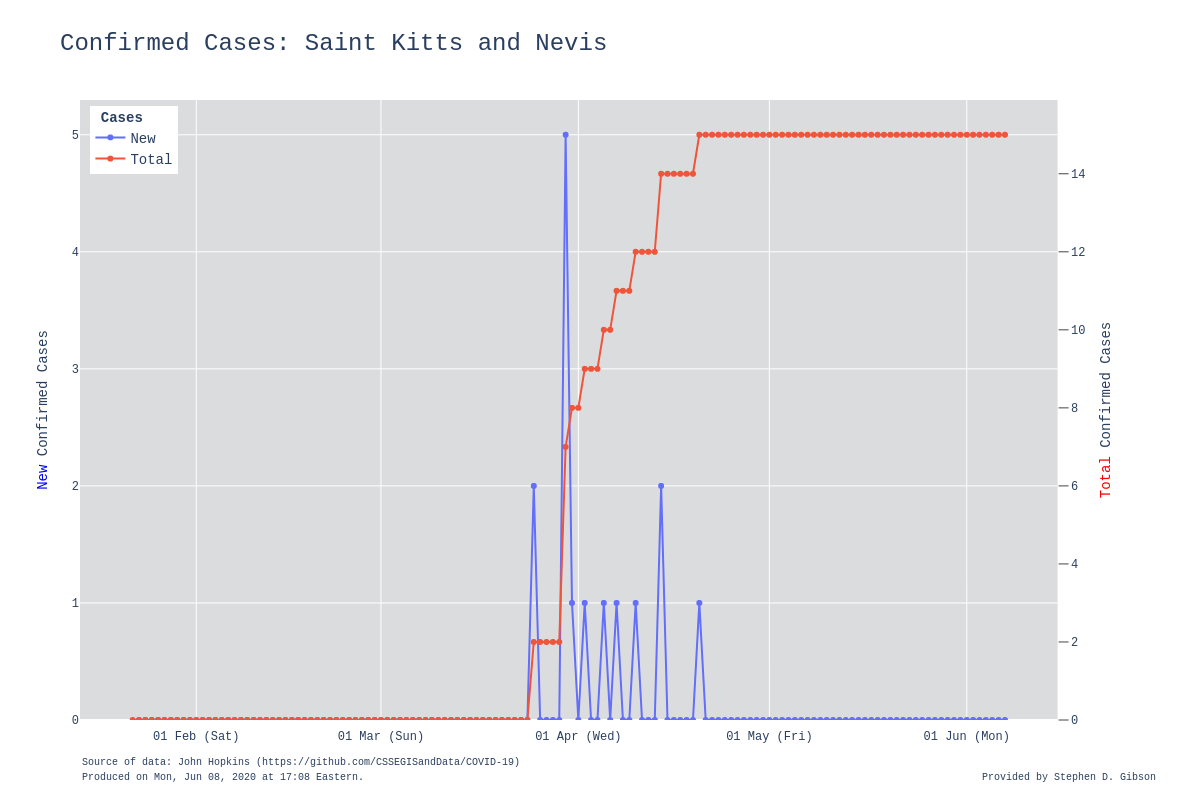 Confirmed Cases: Saint Kitts and Nevis
Cases
New
Total
5
4
3
2
1
0
New Confirmed Cases
14
12
10
8
6
4
2
0
Total Confirmed Cases
01 Feb (Sat)
01 Mar (Sun)
01 Apr (Wed)
01 May (Fri)
01 Jun (Mon)
Source of data: John Hopkins (https://github.com/CSSEGISandData/COVID-19)
Produced on Mon, Jun 08, 2020 at 17:08 Eastern.
Provided by Stephen D. Gibson